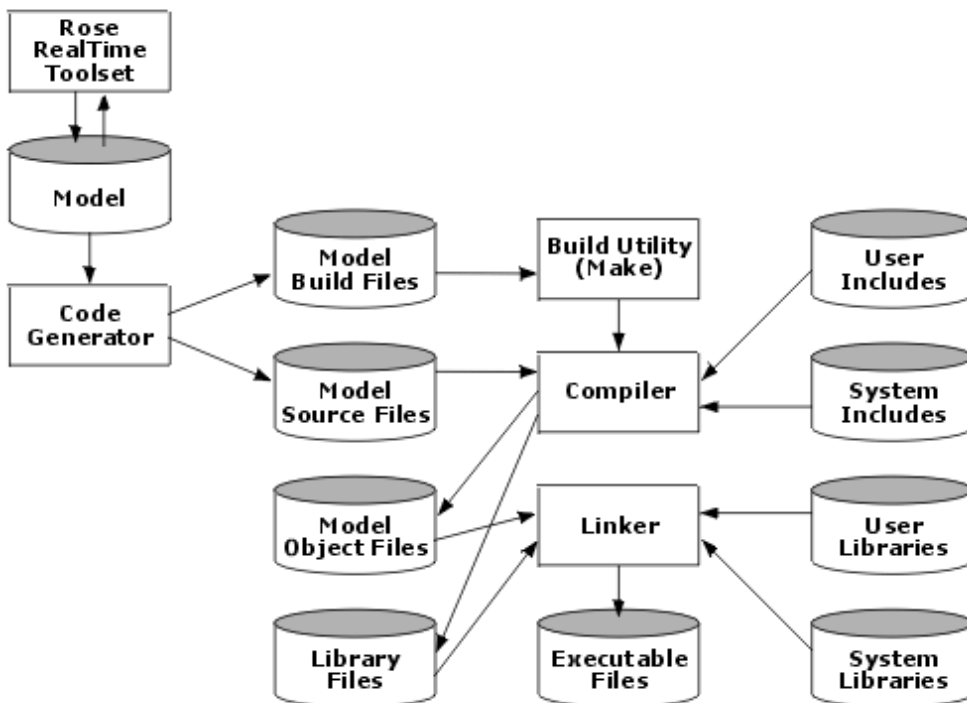 Rose
RealTime
Toolset
Model
Model
Build Files
Build Utility
(Make)
User
Includes
Code
Generator
Model
Source Files
Compiler
System
Includes
Model
Object Files
Linker
User
Libraries
Library
Files
Executable
Files
System
Libraries